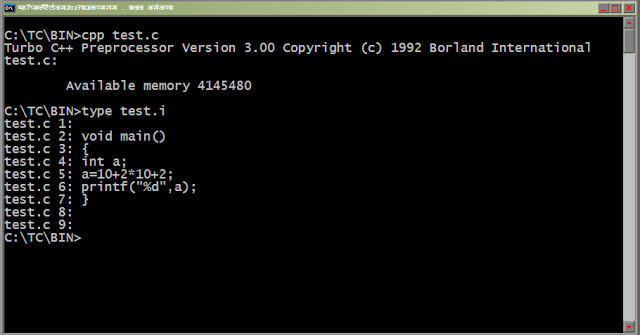 C:\TC\BIN>cpp test.c
Turbo C++ Preprocessor Version 3.00 Copyright (c) 1992 Borland International
test.c:
Available memory 4145480
C:\TC\BIN>type test.i
test.c 1:
test.c 2: void main()
test.c 3: {
test.c 4: int a;
test.c 5: a=10+2*10+2;
test.c 6: printf("%d",a);
test.c 7: }
test.c 8:
test.c 9:
C:\TC\BIN>